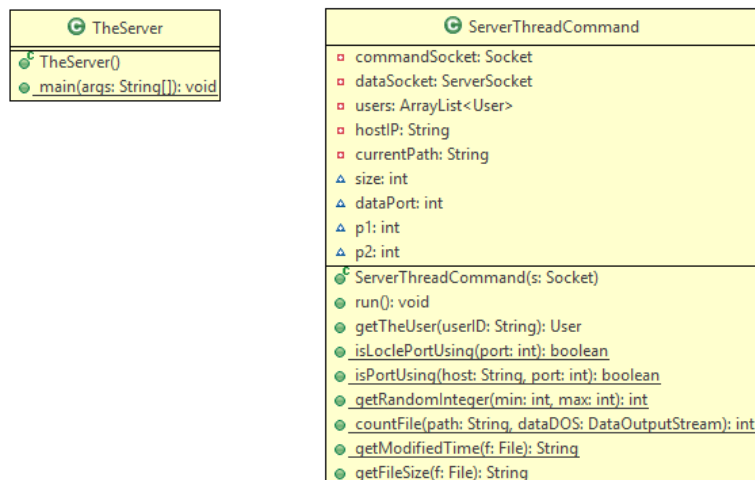 TheServer
TheServer()
main(args: String[]): void
ServerThreadCommand
commandSocket: Socket
dataSocket: ServerSocket
users: ArrayList<User>
hostIP: String
currentPath: String
size: int
dataPort: int
p1: int
p2: int
ServerThreadCommand(s: Socket)
run(): void
getTheUser(userID: String): User
isLoclePortUsing(port: int): boolean
isPortUsing(host: String, port: int): boolean
getRandomInteger(min: int, max: int): int
countFile(path: String, dataDOS: DataOutputStream): int
getModifiedTime(f: File): String
getFileSize(f: File): String